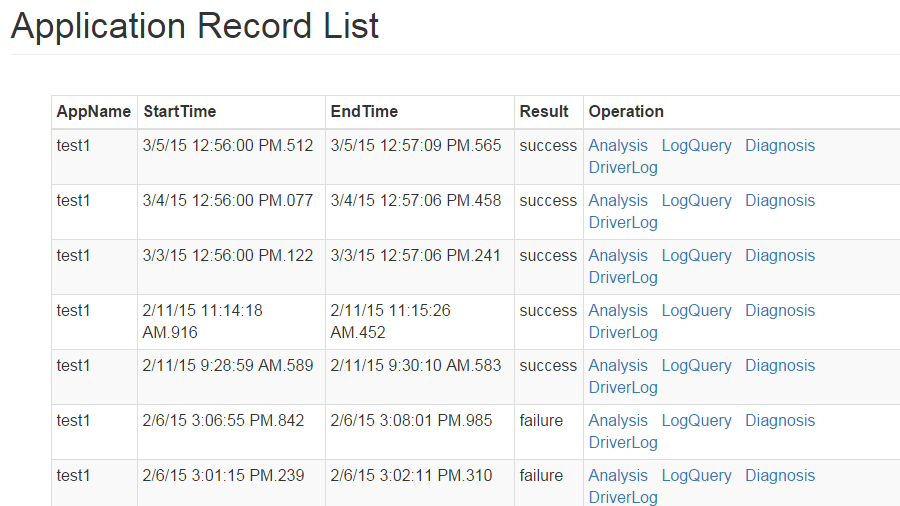 Application Record List
AppName StartTime EndTime Result Operation
test1 3/5/15 12:56:00 PM.512 3/5/15 12:57:09 PM.565 success Analysis LogQuery Diagnosis
DriverLog
test1 3/4/15 12:56:00 PM.077 3/4/15 12:57:06 PM.458 success Analysis LogQuery Diagnosis
DriverLog
test1 3/3/15 12:56:00 PM.122 3/3/15 12:57:06 PM.241 success Analysis LogQuery Diagnosis
DriverLog
test1 2/11/15 11:14:18 2/11/15 11:15:26 success Analysis LogQuery Diagnosis
AM.916 AM.452 DriverLog
test1 2/11/15 9:28:59 AM.589 2/11/15 9:30:10 AM.583 success Analysis LogQuery Diagnosis
DriverLog
test1 2/6/15 3:06:55 PM.842 2/6/15 3:08:01 PM.985 failure Analysis LogQuery Diagnosis
DriverLog
test1 2/6/15 3:01:15 PM.239 2/6/15 3:02:11 PM.310 failure Analysis LogQuery Diagnosis
DriverLog